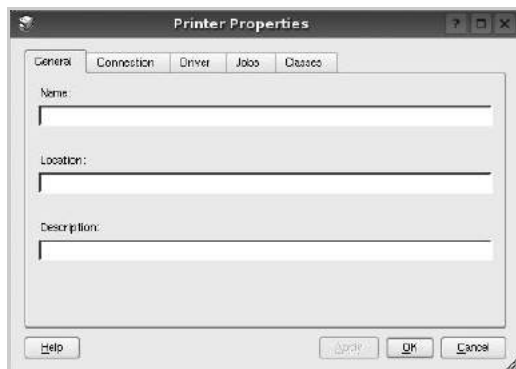 Printer Properties
General Connection Driver Jobs Classes
Name:
Location:
Description:
Help Apply OK Cancel